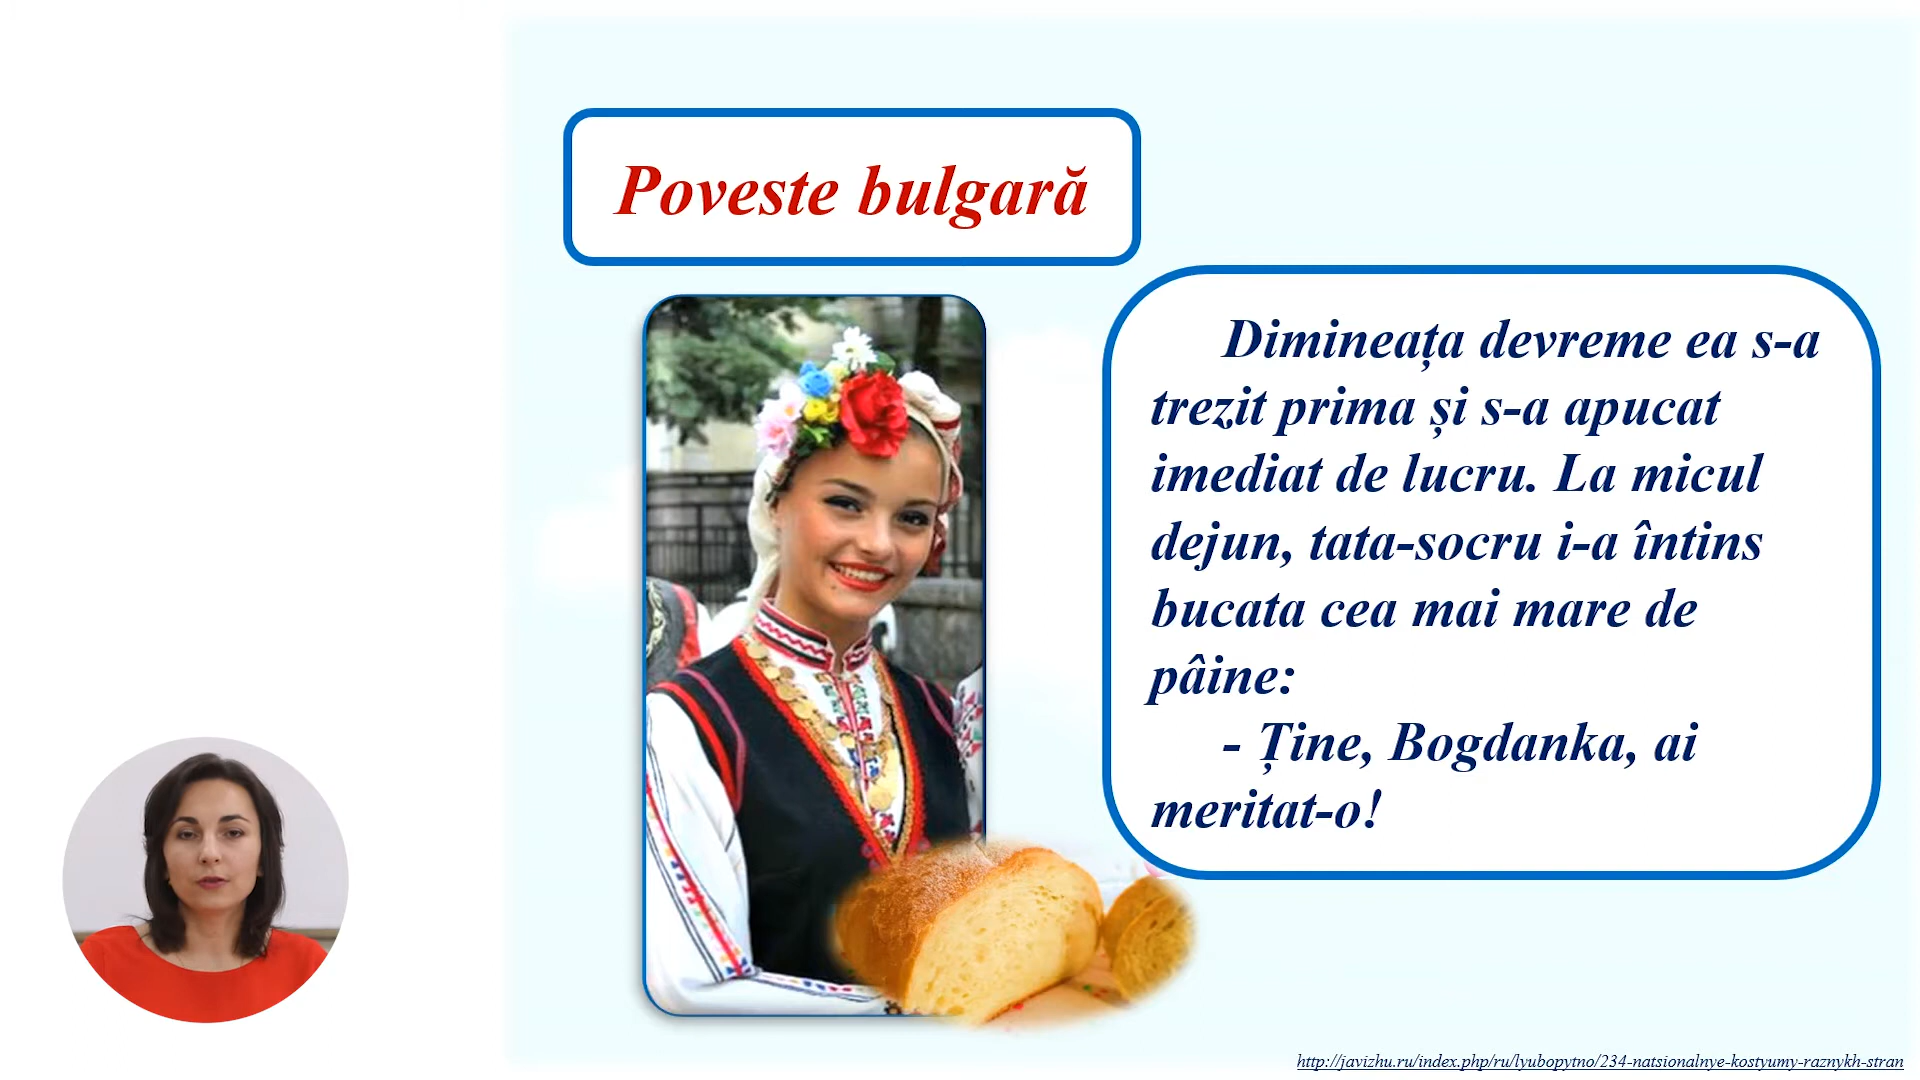 Poveste bulgară
Dimineața devreme ea s-a
trezit prima și s-a apucat
imediat de lucru. La micul
dejun, tata-socru i-a întins
bucata cea mai mare de
pâine:
- Ține, Bogdanka, ai
meritat-o!
http://javizhu.ru/index.php/ru/lyubopytno/234-natsionalnye-kostyumy-raznykh-stran